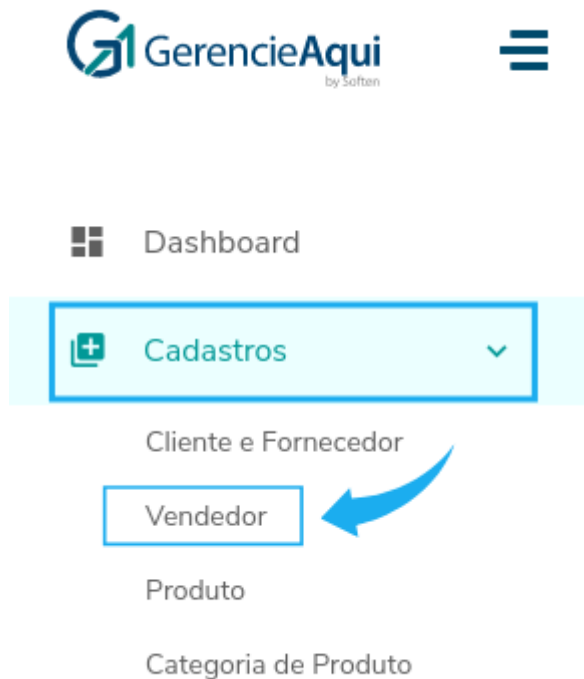 GerencieAqui
by Soften
Dashboard
Cadastros
Cliente e Fornecedor
Vendedor
Produto
Categoria de Produto